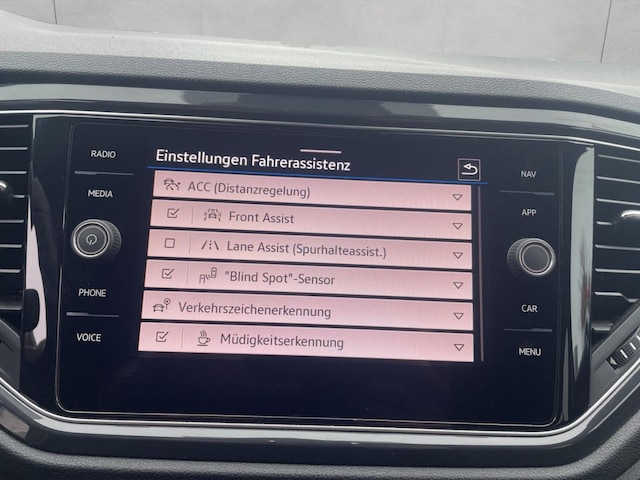 RADIO
MEDIA
PHONE
VOICE
Einstellungen Fahrerassistenz
ACC (Distanzregelung)
Front Assist
Lane Assist (Spurhalteassist.)
"Blind Spot"-Sensor
Verkehrszeichenerkennung
Müdigkeitserkennung
NAV
APP
CAR
MENU